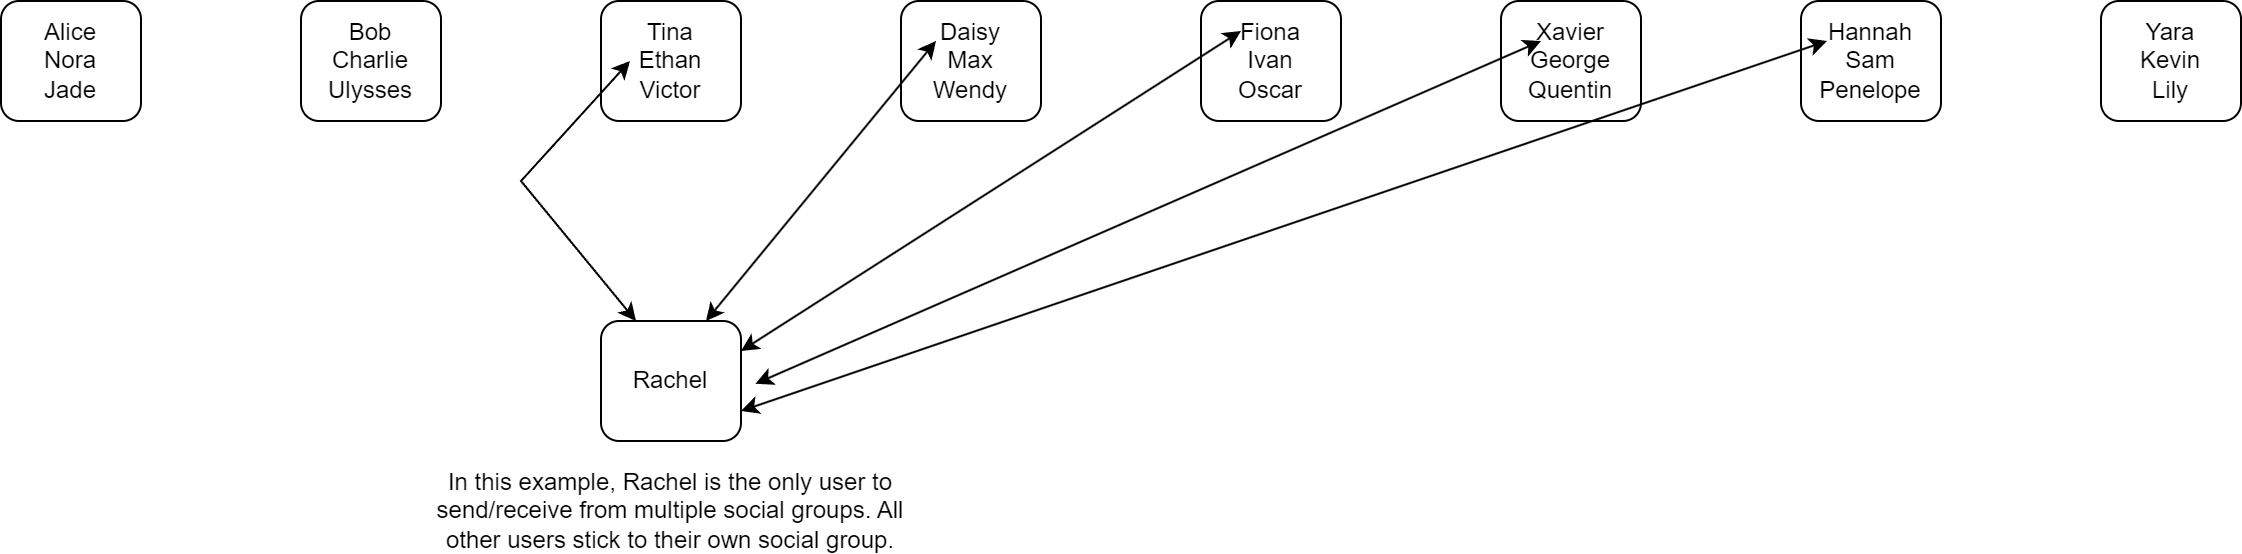 Alice
Nora
Jade
Bob
Charlie
Ulysses
Tina
Ethan
Victor
Daisy
Max
Wendy
Fiona
Ivan
Oscar
Xavier
George
Quentin
Hannah
Sam
Penelope
Yara
Kevin
Lily
Rachel
In this example, Rachel is the only user to
send/receive from multiple social groups. All
other users stick to their own social group.